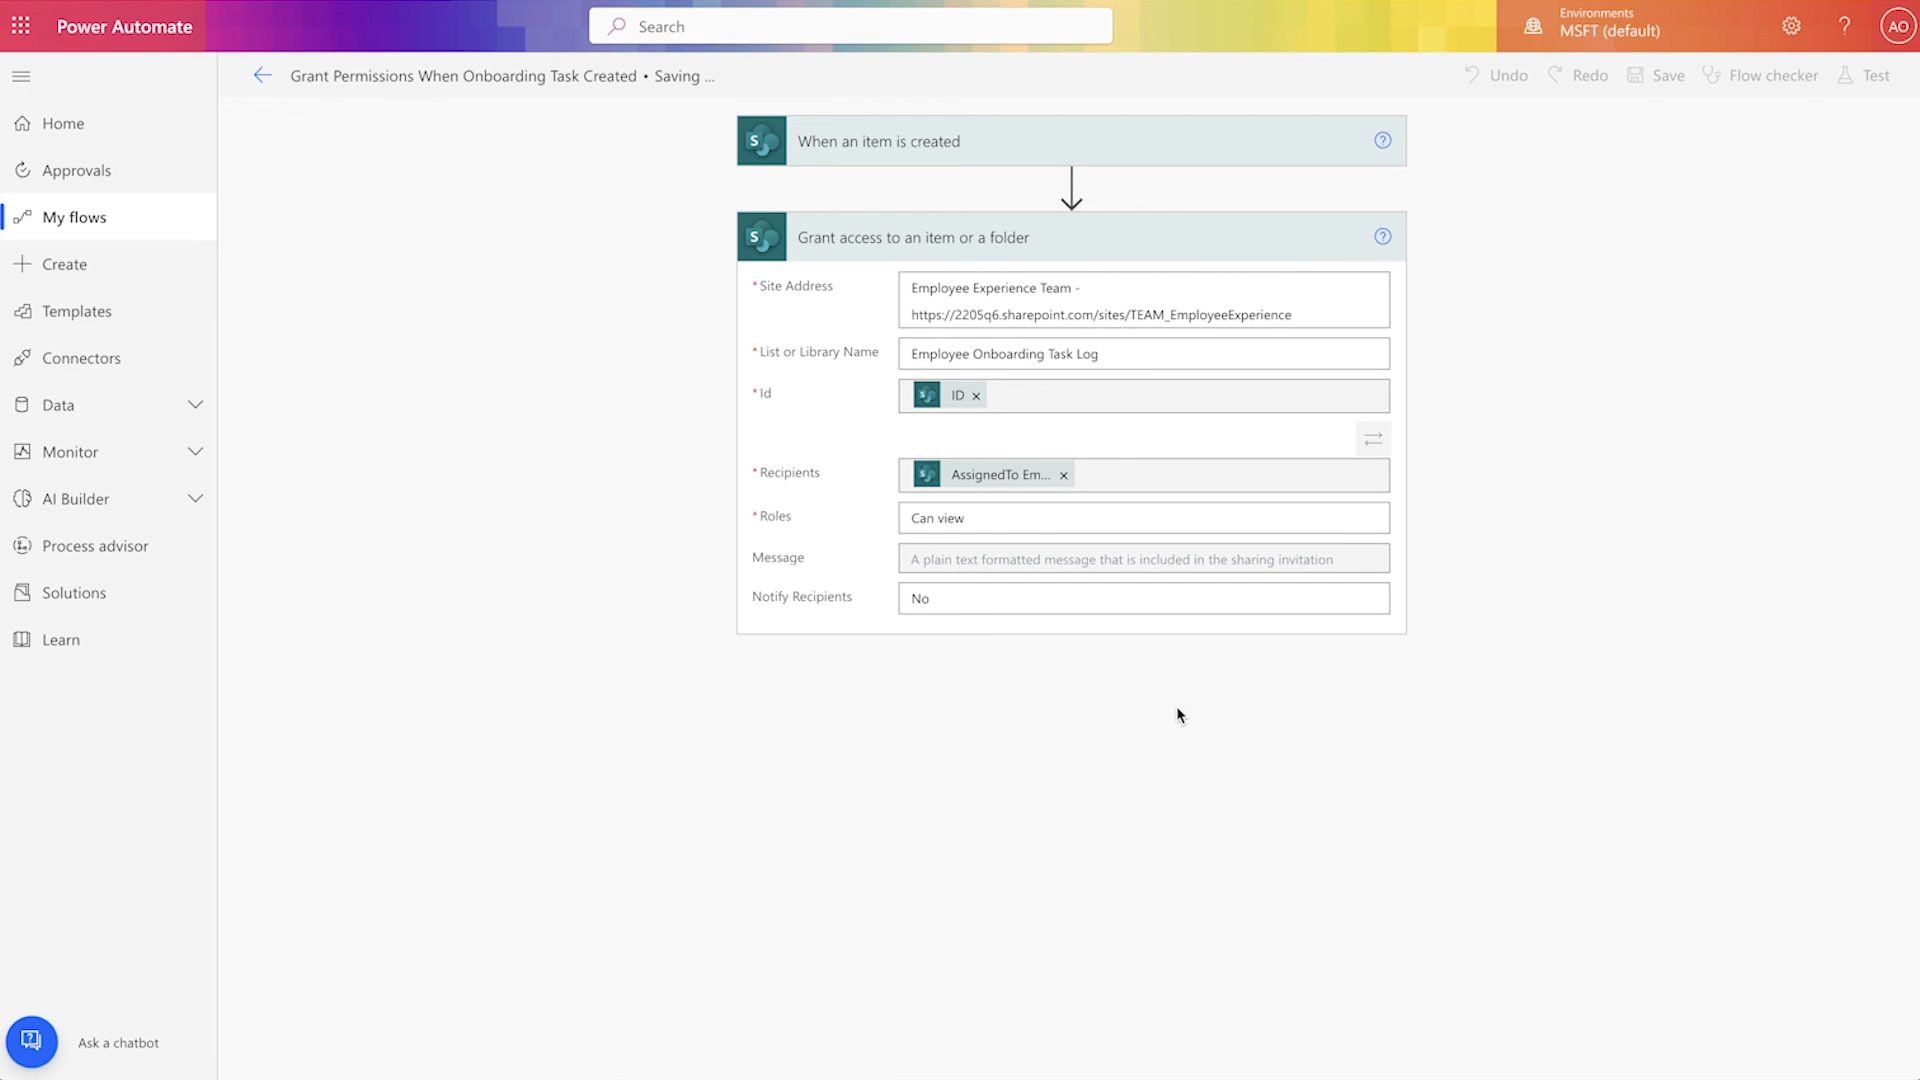 Power Automate
Search
Environments
MSFT (default)
AO
Grant Permissions When Onboarding Task Created • Saving ...
Undo
Redo
Save
Flow checker
Test
Home
Approvals
My flows
Create
Templates
Connectors
Data
Monitor
AI Builder
Process advisor
Solutions
Learn
Ask a chatbot
S
When an item is created
S
Grant access to an item or a folder
* Site Address
Employee Experience Team -
https://2205q6.sharepoint.com/sites/TEAM_EmployeeExperience
* List or Library Name
Employee Onboarding Task Log
* Id
ID ×
* Recipients
AssignedTo Em... ×
* Roles
Can view
Message
A plain text formatted message that is included in the sharing invitation
Notify Recipients
No